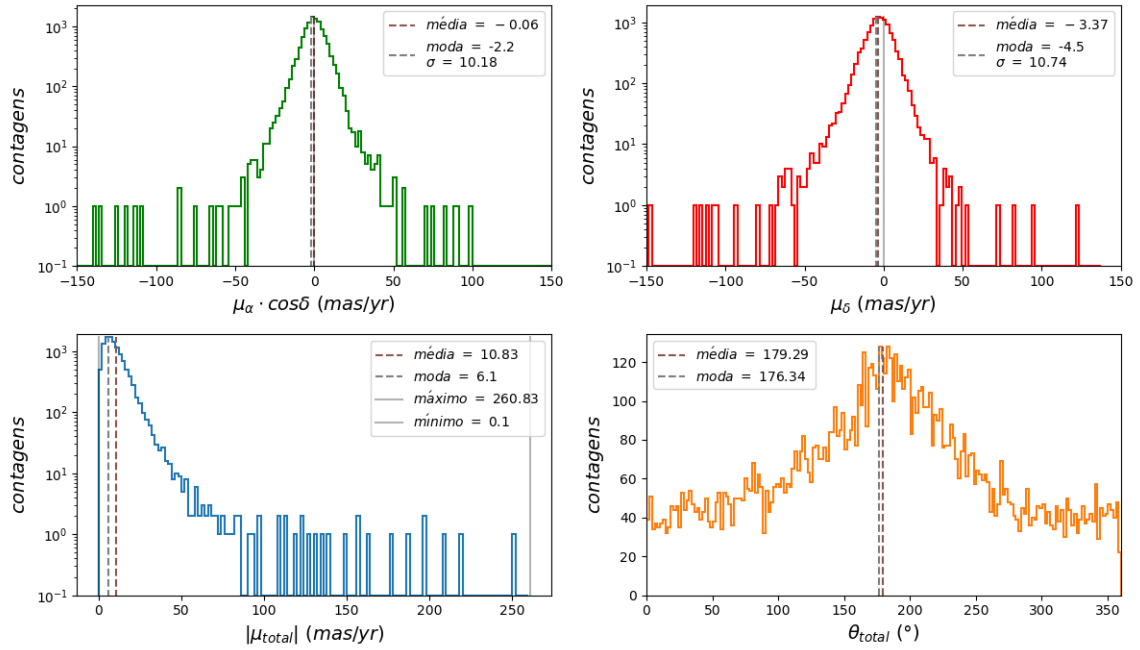 10³
10²
10¹
10⁰
10⁻¹
contagens
média = − 0.06
moda = -2.2
σ = 10.18
−150 −100 −50 0 50 100 150
μα · cosδ (mas/yr)
10³
10²
10¹
10⁰
10⁻¹
contagens
média = − 3.37
moda = -4.5
σ = 10.74
−150 −100 −50 0 50 100 150
μδ (mas/yr)
10³
10²
10¹
10⁰
10⁻¹
contagens
média = 10.83
moda = 6.1
máximo = 260.83
mínimo = 0.1
0 50 100 150 200 250
|μtotal| (mas/yr)
120
100
80
60
40
20
0
contagens
média = 179.29
moda = 176.34
0 50 100 150 200 250 300 350
θtotal (°)